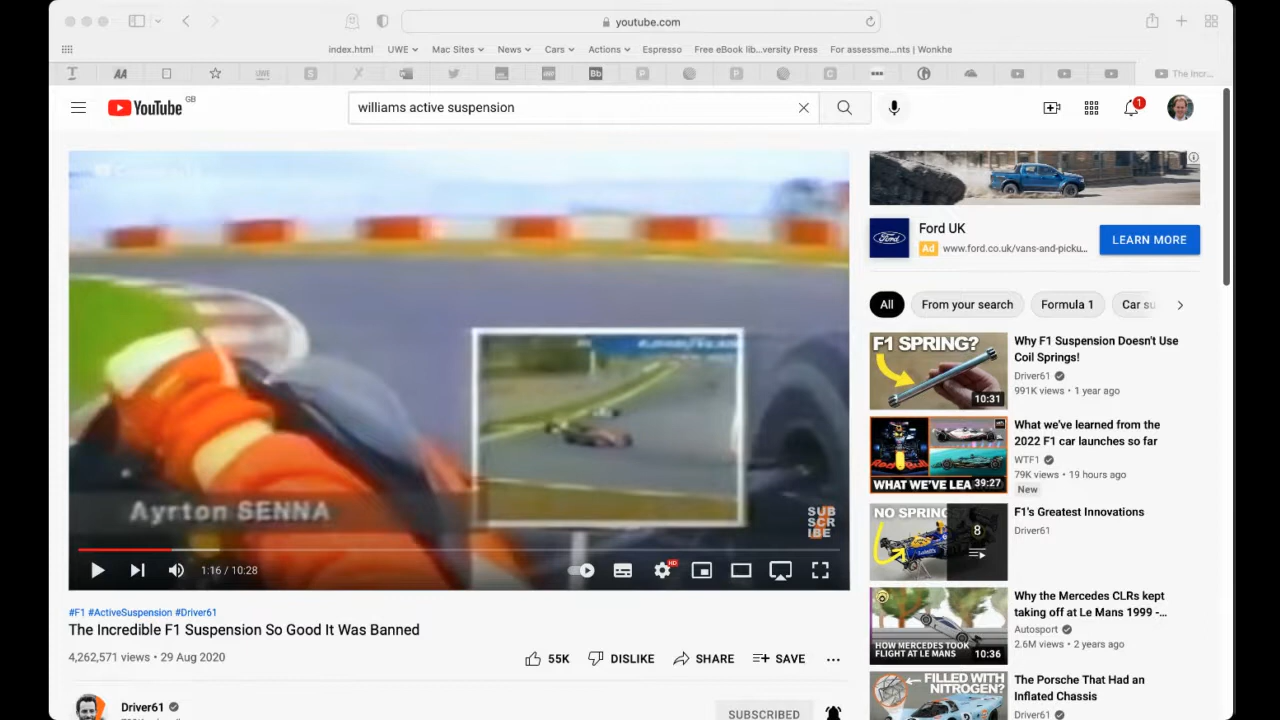 youtube.com
index.html UWE Mac Sites News Cars Actions Espresso Free eBook lib...versity Press For assessme...nts | Wonkhe
The Incr...
YouTube GB
williams active suspension
1
Ford UK
Ad www.ford.co.uk/vans-and-picku...
LEARN MORE
All From your search Formula 1 Car su
F1 SPRING?
10:31
Why F1 Suspension Doesn't Use
Coil Springs!
Driver61
991K views • 1 year ago
WHAT WE'VE LEA 39:27
What we've learned from the
2022 F1 car launches so far
WTF1
79K views • 19 hours ago
New
NO SPRING
8
F1's Greatest Innovations
Driver61
HOW MERCEDES TOOK
FLIGHT AT LE MANS 10:36
Why the Mercedes CLRs kept
taking off at Le Mans 1999 -...
Autosport
2.6M views • 2 years ago
FILLED WITH
NITROGEN?
The Porsche That Had an
Inflated Chassis
Driver61
Ayrton SENNA
SUB
SCR
IBE
1:16 / 10:28
HD
#F1 #ActiveSuspension #Driver61
The Incredible F1 Suspension So Good It Was Banned
4,262,571 views • 29 Aug 2020
55K DISLIKE SHARE SAVE
Driver61
SUBSCRIBED